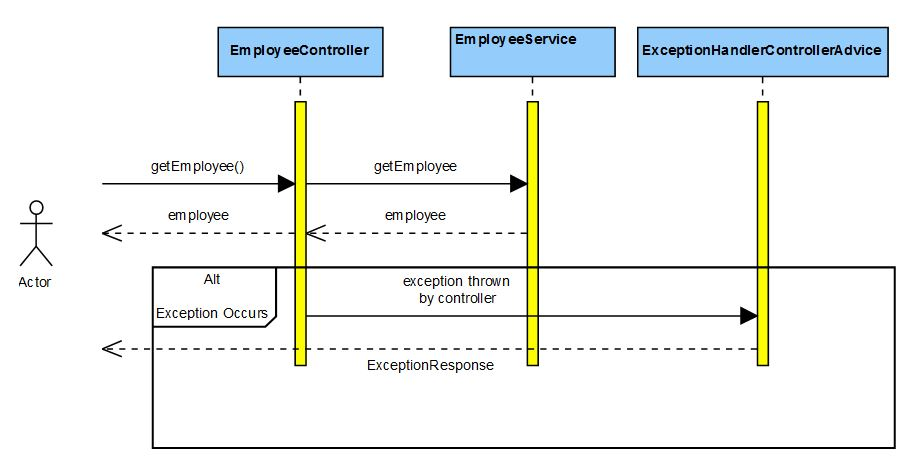 EmployeeController
EmployeeService
ExceptionHandlerControllerAdvice
getEmployee()
getEmployee
employee
employee
Actor
Alt
Exception Occurs
exception thrown
by controller
ExceptionResponse